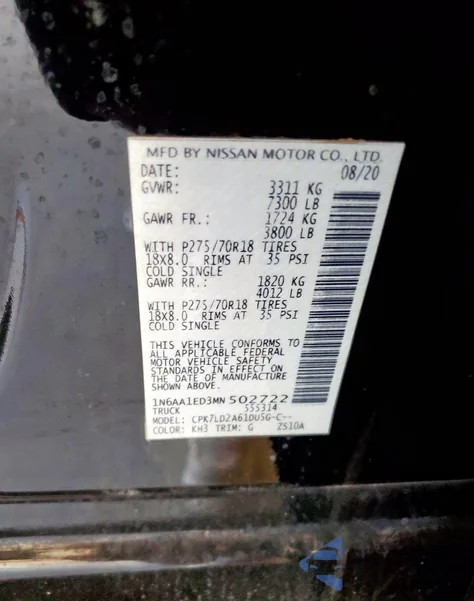 MFD BY NISSAN MOTOR CO., LTD.
DATE: 08/20
GVWR: 3311 KG
7300 LB
GAWR FR.: 1724 KG
3800 LB
WITH P275/70R18 TIRES
18X8.0 RIMS AT 35 PSI
COLD SINGLE
GAWR RR.: 1820 KG
4012 LB
WITH P275/70R18 TIRES
18X8.0 RIMS AT 35 PSI
COLD SINGLE
THIS VEHICLE CONFORMS TO
ALL APPLICABLE FEDERAL
MOTOR VEHICLE SAFETY
STANDARDS IN EFFECT ON
THE DATE OF MANUFACTURE
SHOWN ABOVE.
1N6AA1ED3MN502722
TRUCK 555314
MODEL: CPK7LD2A61DU5G-C--
COLOR: KH3 TRIM: G ZS10A